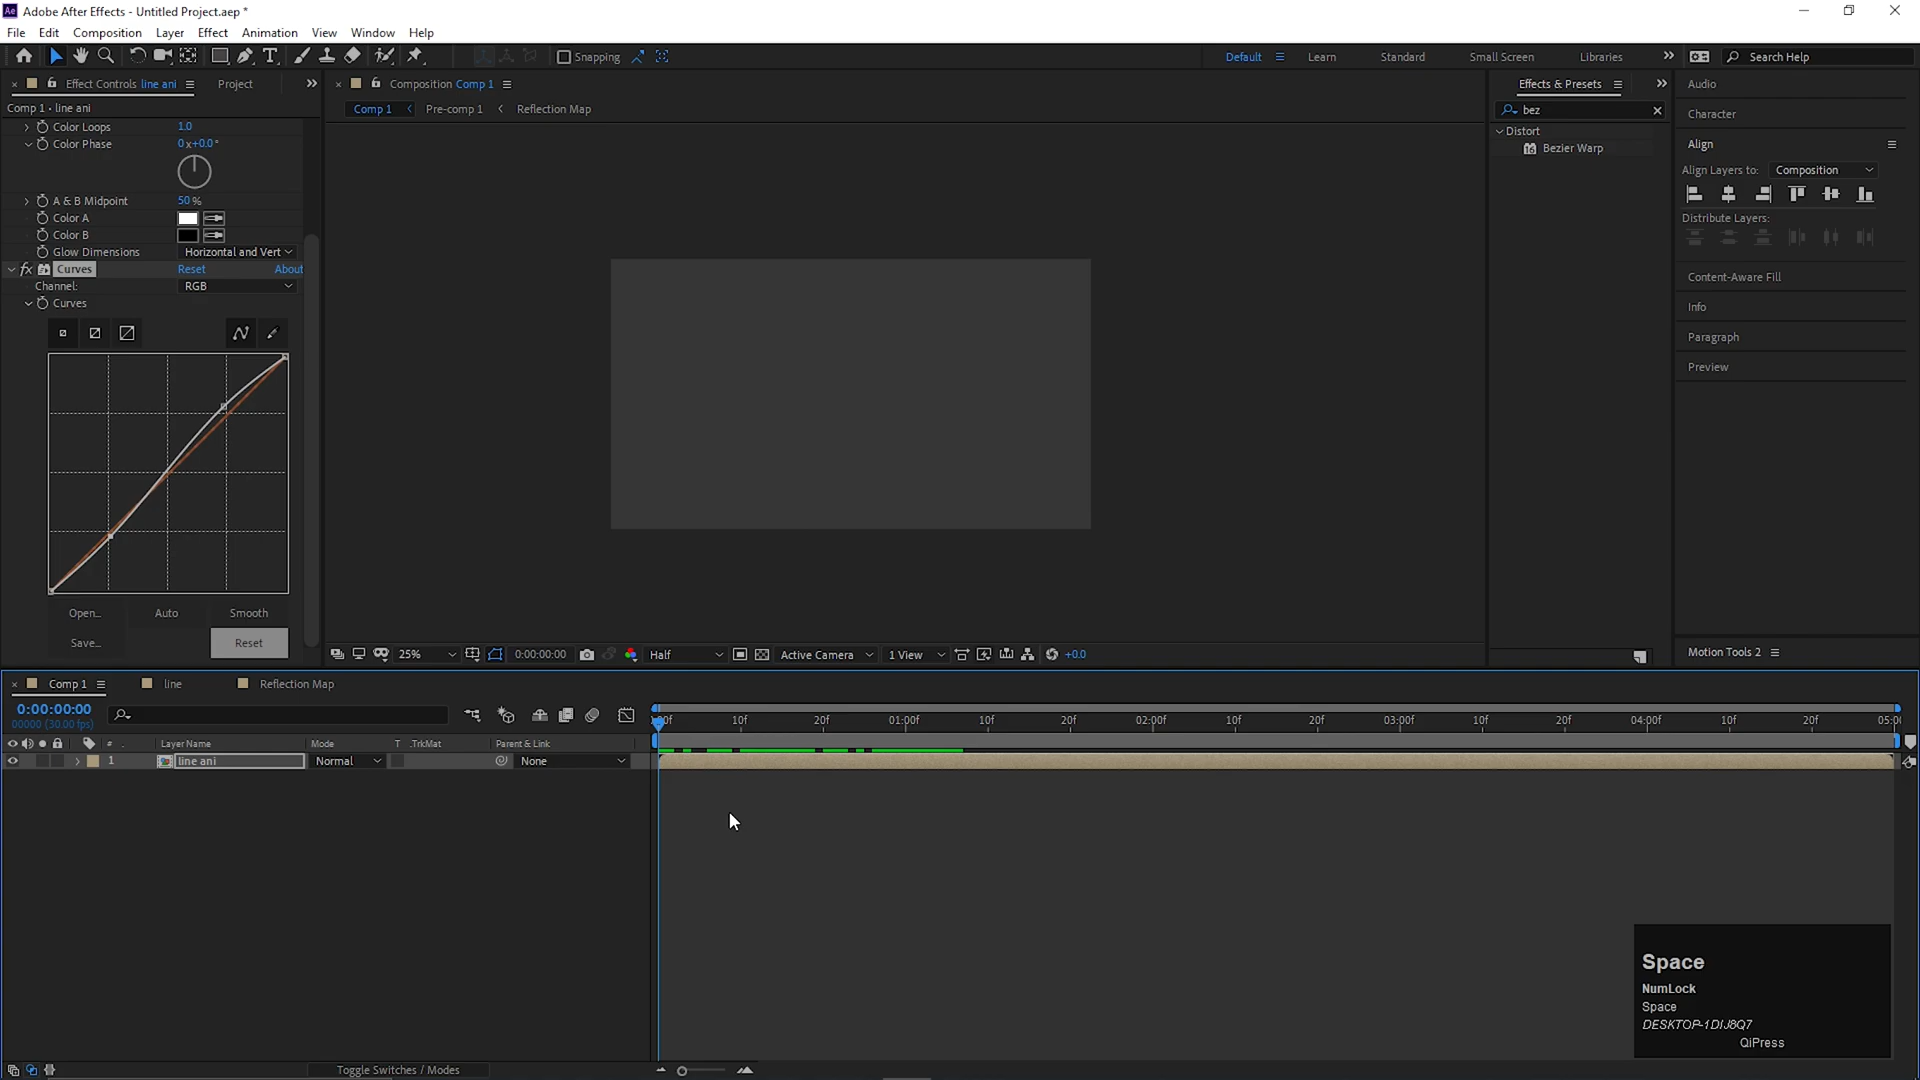 Adobe After Effects - Untitled Project.aep *
File Edit Composition Layer Effect Animation View Window Help
Snapping Default Learn Standard Small Screen Libraries Search Help
Effect Controls line ani Project
Composition Comp 1
Effects & Presets
Audio
Comp 1 • line ani
Comp 1 Pre-comp 1 Reflection Map
bez
Character
Color Loops 1.0
Distort
Color Phase 0x+0.0°
Bezier Warp
Align
Align Layers to: Composition
A & B Midpoint 50%
Color A
Distribute Layers:
Color B
Glow Dimensions Horizontal and Vert
fx Curves Reset About
Content-Aware Fill
Channel: RGB
Curves
Info
Paragraph
Preview
Open... Auto Smooth
Save... Reset
25% 0:00:00:00 Half Active Camera 1 View +0.0
Motion Tools 2
Comp 1 line Reflection Map
0:00:00:00
00000 (30.00 fps)
10f 20f 01:00f 10f 20f 02:00f 10f 20f 03:00f 10f 20f 04:00f 10f 20f
# Layer Name Mode T .TrkMat Parent & Link
1 line ani Normal None
Space
NumLock
Space
DESKTOP-1DIJ8Q7
QiPress
Toggle Switches / Modes